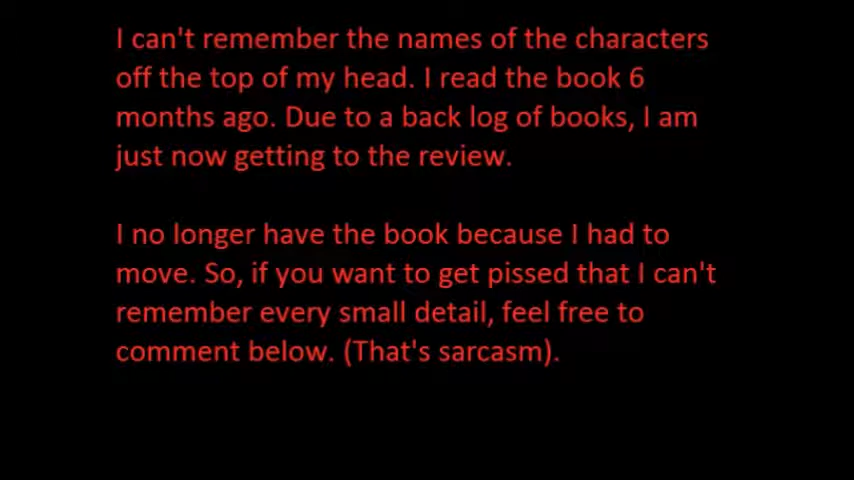 I can't remember the names of the characters
off the top of my head. I read the book 6
months ago. Due to a back log of books, I am
just now getting to the review.
I no longer have the book because I had to
move. So, if you want to get pissed that I can't
remember every small detail, feel free to
comment below. (That's sarcasm).